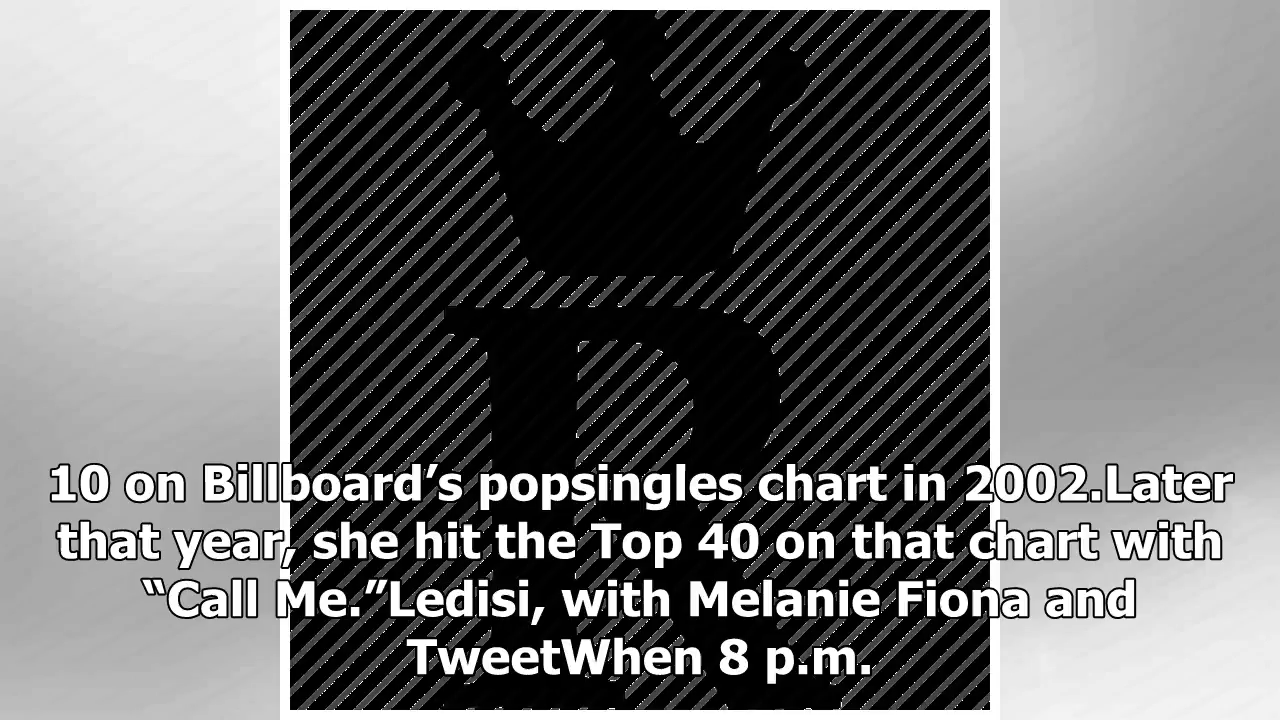 10 on Billboard’s popsingles chart in 2002.Later
that year, she hit the Top 40 on that chart with
“Call Me.”Ledisi, with Melanie Fiona and
TweetWhen 8 p.m.
R